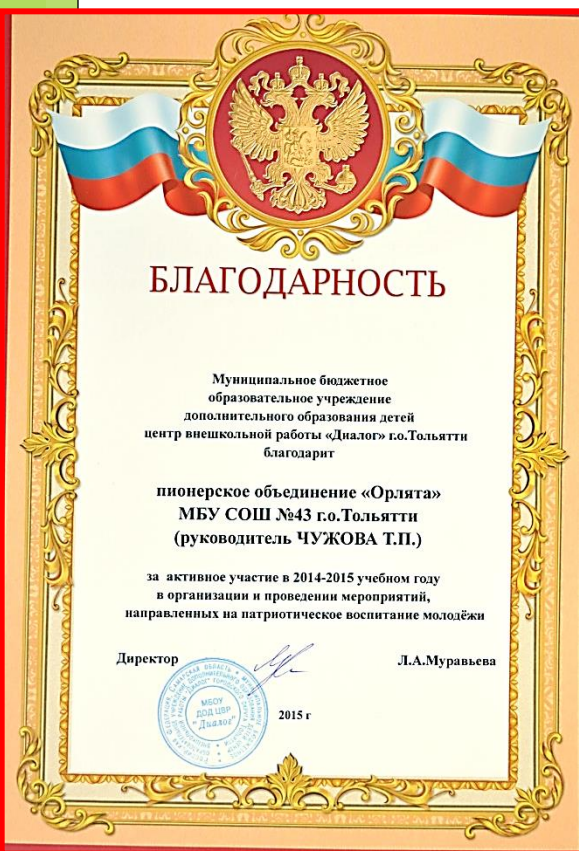 БЛАГОДАРНОСТЬ
Муниципальное бюджетное
образовательное учреждение
дополнительного образования детей
центр внешкольной работы «Диалог» г.о.Тольятти
благодарит
пионерское объединение «Орлята»
МБУ СОШ №43 г.о.Тольятти
(руководитель ЧУЖОВА Т.П.)
за активное участие в 2014-2015 учебном году
в организации и проведении мероприятий,
направленных на патриотическое воспитание молодёжи
Директор
Л.А.Муравьева
МБОУ
ДОД ЦВР
"Диалог"
2015 г